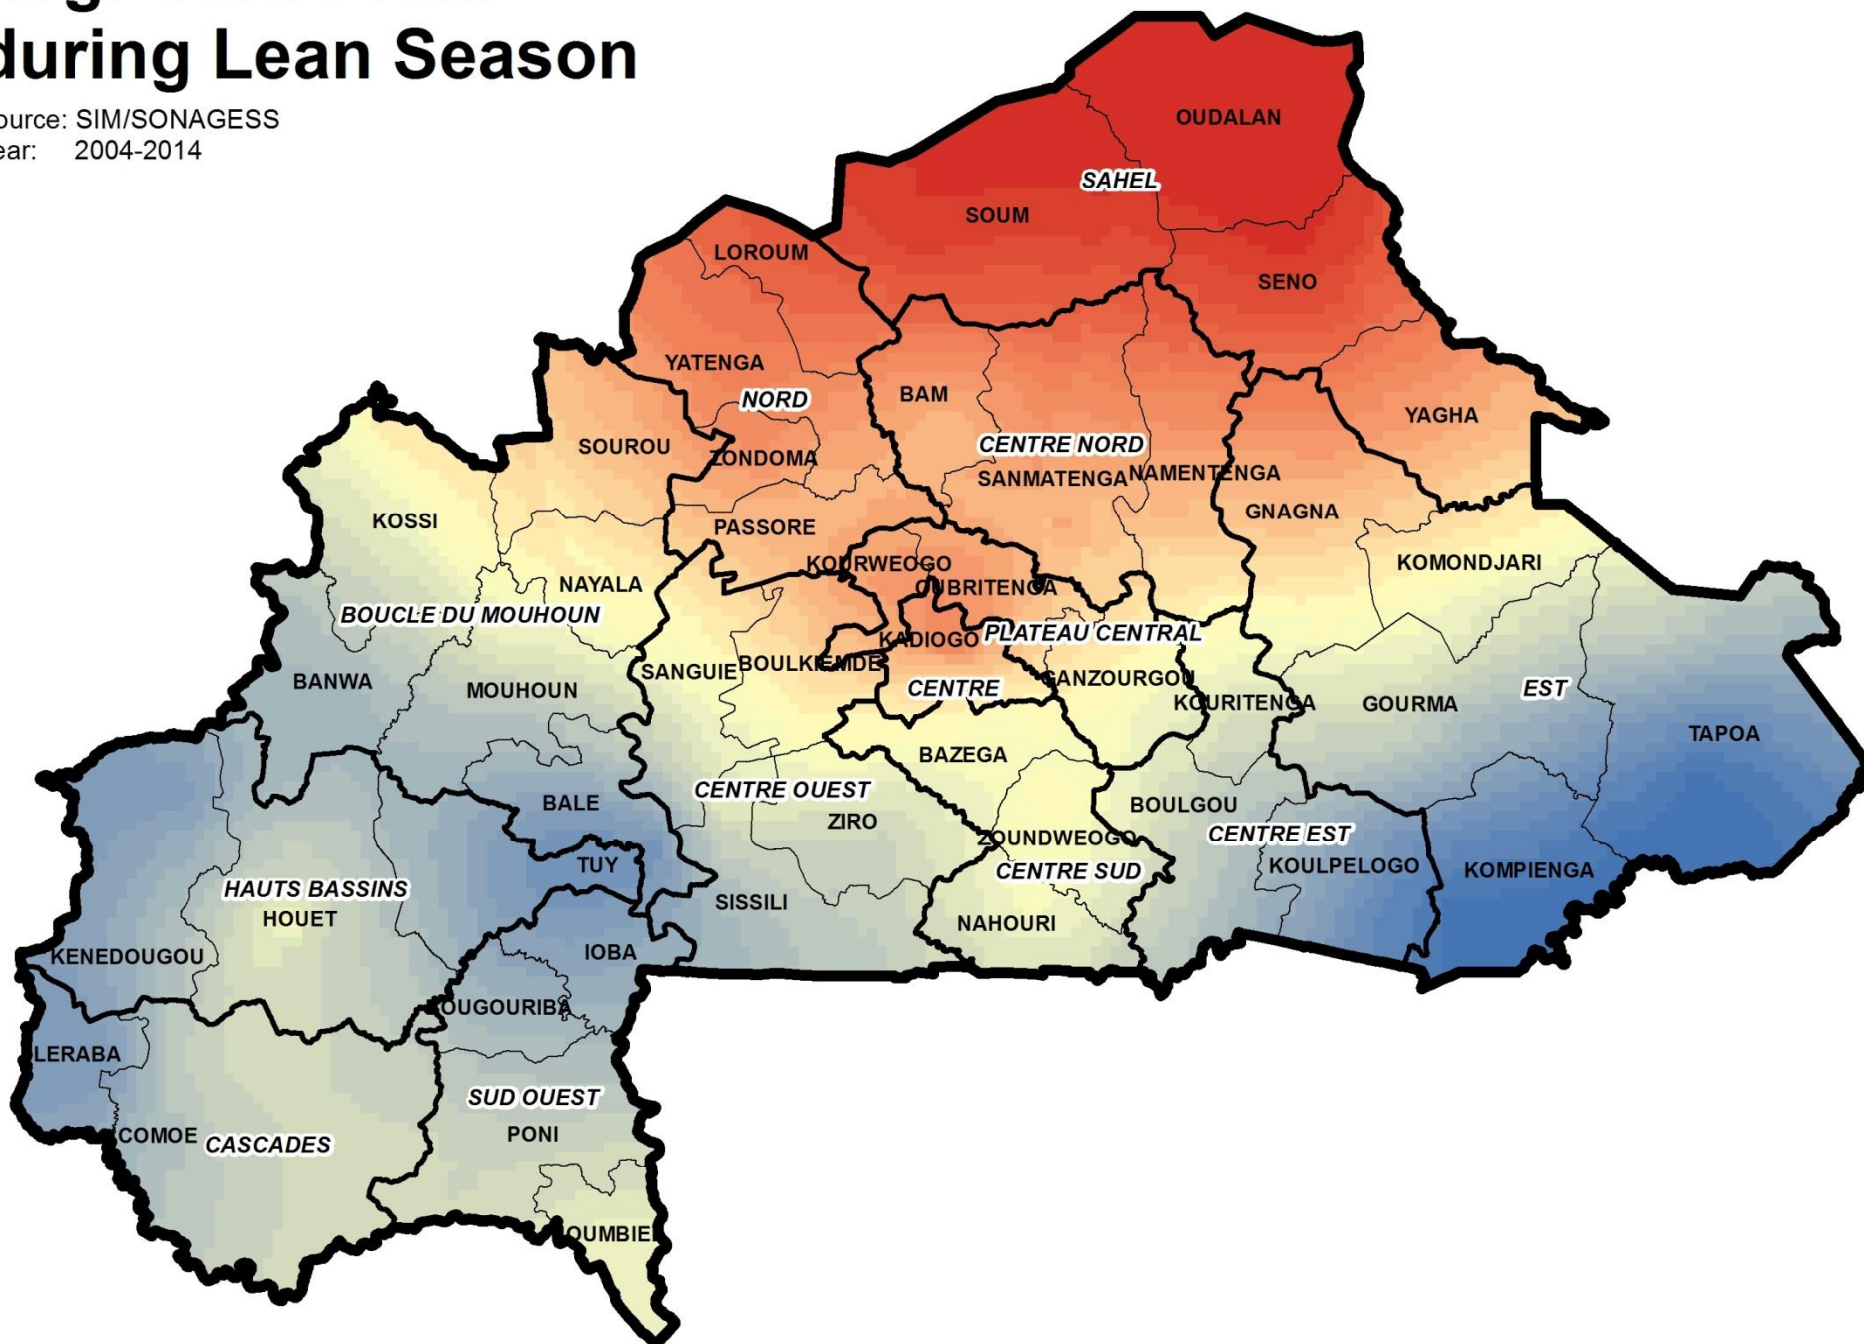 during Lean Season
ource: SIM/SONAGESS
ear: 2004-2014
OUDALAN
SAHEL
SOUM
LOROUM
SENO
YATENGA
BAM
NORD
YAGHA
SOUROU
CENTRE NORD
ZONDOMA
SANMATENGA
NAMENTENGA
GNAGNA
KOSSI
PASSORE
KOURWEOGO
KOMONDJARI
NAYALA
OUBRITENGA
BOUCLE DU MOUHOUN
KADIOGO
PLATEAU CENTRAL
SANGUIE
BOULKIEMDE
BANWA
MOUHOUN
CENTRE
GANZOURGOU
EST
KOURITENGA
GOURMA
TAPOA
BAZEGA
CENTRE OUEST
BALE
BOULGOU
ZIRO
ZOUNDWEOGO
CENTRE EST
TUY
KOULPELOGO
KOMPIENGA
CENTRE SUD
HAUTS BASSINS
HOUET
SISSILI
NAHOURI
KENEDOUGOU
IOBA
OUGOURIBA
LERABA
SUD OUEST
COMOE
CASCADES
PONI
OUMBIE